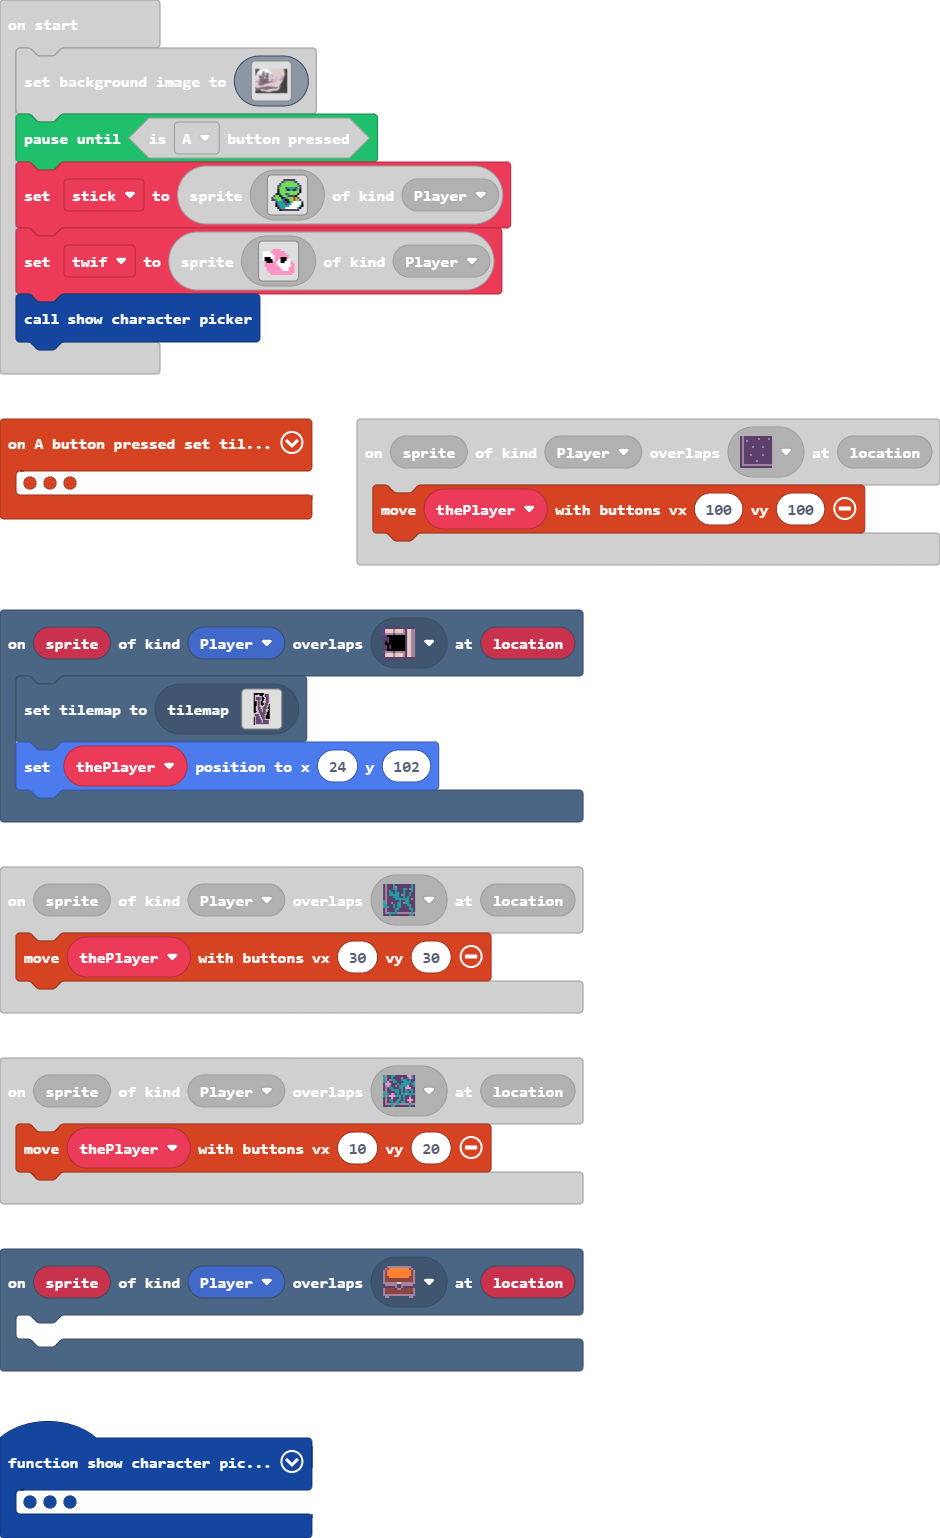 on start
set background image to
pause until is A button pressed
set stick to sprite of kind Player
set twif to sprite of kind Player
call show character picker
on A button pressed set til...
on sprite of kind Player overlaps at location
move thePlayer with buttons vx 100 vy 100
on sprite of kind Player overlaps at location
set tilemap to tilemap
set thePlayer position to x 24 y 102
on sprite of kind Player overlaps at location
move thePlayer with buttons vx 30 vy 30
on sprite of kind Player overlaps at location
move thePlayer with buttons vx 10 vy 20
on sprite of kind Player overlaps at location
function show character pic...